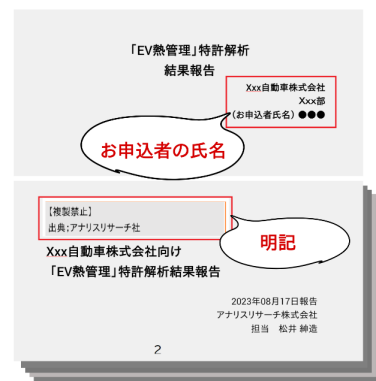 「EV熱管理」特許解析
結果報告
Xxx自動車株式会社
Xxx部
(お申込者氏名) ●●●
お申込者の氏名
【複製禁止】
出典;アナリスリサーチ社
明記
Xxx自動車株式会社向け
「EV熱管理」特許解析結果報告
2023年08月17日報告
アナリスリサーチ株式会社
担当 松井 紳造
2